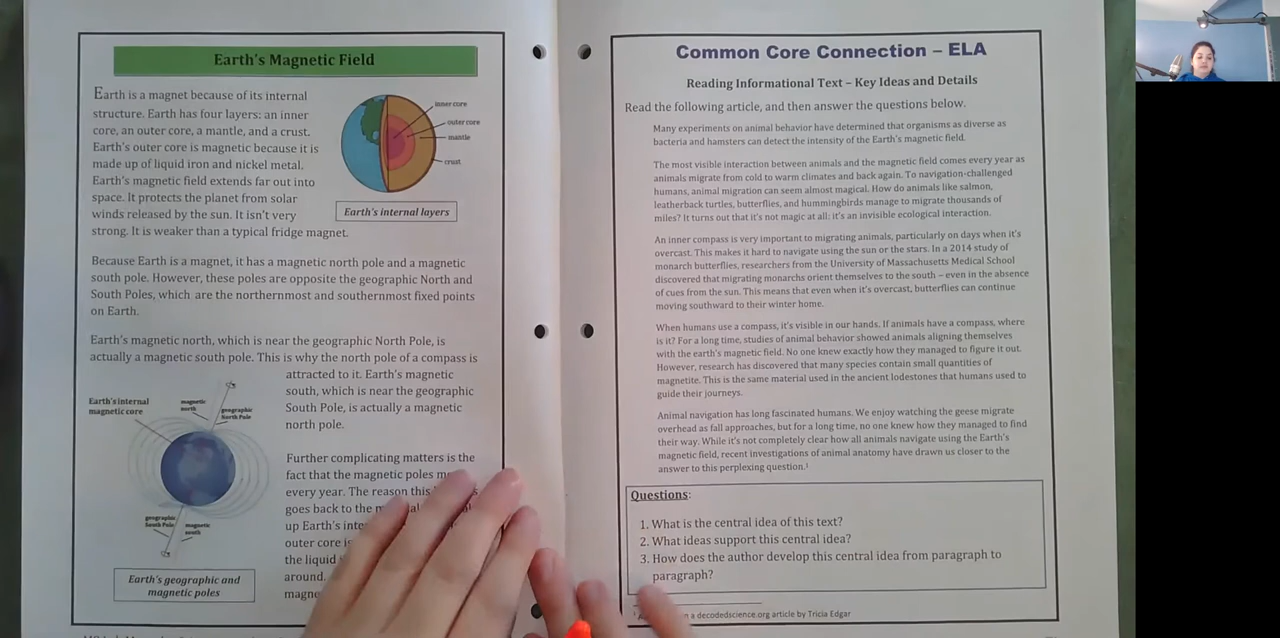 Earth's Magnetic Field
Earth is a magnet because of its internal
structure. Earth has four layers: an inner
core, an outer core, a mantle, and a crust.
Earth's outer core is magnetic because it is
made up of liquid iron and nickel metal.
Earth's magnetic field extends far out into
space. It protects the planet from solar
winds released by the sun. It isn't very
strong. It is weaker than a typical fridge magnet.
inner core
outer core
mantle
crust
Earth's internal layers
Because Earth is a magnet, it has a magnetic north pole and a magnetic
south pole. However, these poles are opposite the geographic North and
South Poles, which are the northernmost and southernmost fixed points
on Earth.
Earth's magnetic north, which is near the geographic North Pole, is
actually a magnetic south pole. This is why the north pole of a compass is
attracted to it. Earth's magnetic
south, which is near the geographic
South Pole, is actually a magnetic
north pole.
Earth's internal
magnetic core
magnetic
north
geographic
North Pole
geographic
South Pole
magnetic
south
Earth's geographic and
magnetic poles
Further complicating matters is the
fact that the magnetic poles
every year. The reason this
goes back to the
up Earth's
outer core
the liquid
around.
Common Core Connection – ELA
Reading Informational Text – Key Ideas and Details
Read the following article, and then answer the questions below.
Many experiments on animal behavior have determined that organisms as diverse as
bacteria and hamsters can detect the intensity of the Earth's magnetic field.
The most visible interaction between animals and the magnetic field comes every year as
animals migrate from cold to warm climates and back again. To navigation-challenged
humans, animal migration can seem almost magical. How do animals like salmon,
leatherback turtles, butterflies, and hummingbirds manage to migrate thousands of
miles? It turns out that it's not magic at all: it's an invisible ecological interaction.
An inner compass is very important to migrating animals, particularly on days when it's
overcast. This makes it hard to navigate using the sun or the stars. In a 2014 study of
monarch butterflies, researchers from the University of Massachusetts Medical School
discovered that migrating monarchs orient themselves to the south – even in the absence
of cues from the sun. This means that even when it's overcast, butterflies can continue
moving southward to their winter home.
When humans use a compass, it's visible in our hands. If animals have a compass, where
is it? For a long time, studies of animal behavior showed animals aligning themselves
with the earth's magnetic field. No one knew exactly how they managed to figure it out.
However, research has discovered that many species contain small quantities of
magnetite. This is the same material used in the ancient lodestones that humans used to
guide their journeys.
Animal navigation has long fascinated humans. We enjoy watching the geese migrate
overhead as fall approaches, but for a long time, no one knew how they managed to find
their way. While it's not completely clear how all animals navigate using the Earth's
magnetic field, recent investigations of animal anatomy have drawn us closer to the
answer to this perplexing question.¹
Questions:
1. What is the central idea of this text?
2. What ideas support this central idea?
3. How does the author develop this central idea from paragraph to
paragraph?
a decodedscience.org article by Tricia Edgar